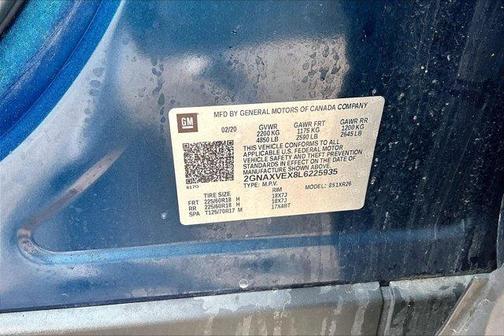 GM
MFD BY GENERAL MOTORS OF CANADA COMPANY
02/20 GVWR GAWR FRT GAWR RR
2200 KG 1175 KG 1200 KG
4850 LB 2590 LB 2645 LB
THIS VEHICLE CONFORMS TO ALL APPLICABLE
U.S. FEDERAL MOTOR VEHICLE SAFETY, BUMPER, AND THEFT PREVENTION
STANDARDS IN EFFECT ON THE DATE OF
MANUFACTURE SHOWN ABOVE.
2GNAXVEX8L6225935
TYPE: M.P.V. MODEL:
TIRE SIZE RIM
FRT 225/60R18 H 18X7J
RR 225/60R18 H 18X7J
SPA T125/70R17 M 17X4BT